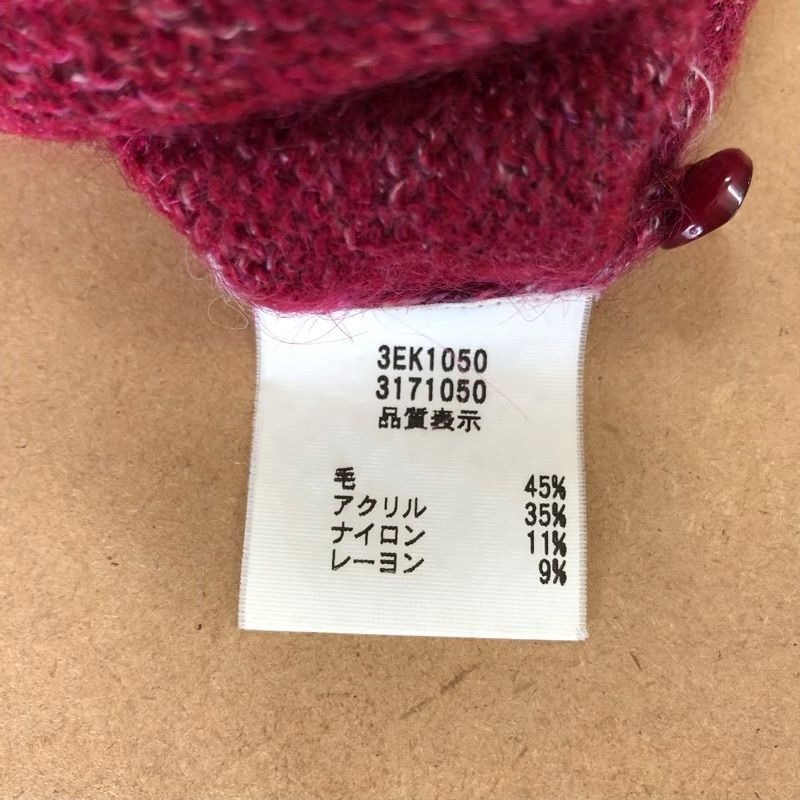 3EK1050
3171050
品質表示
毛 45%
アクリル 35%
ナイロン 11%
レーヨン 9%